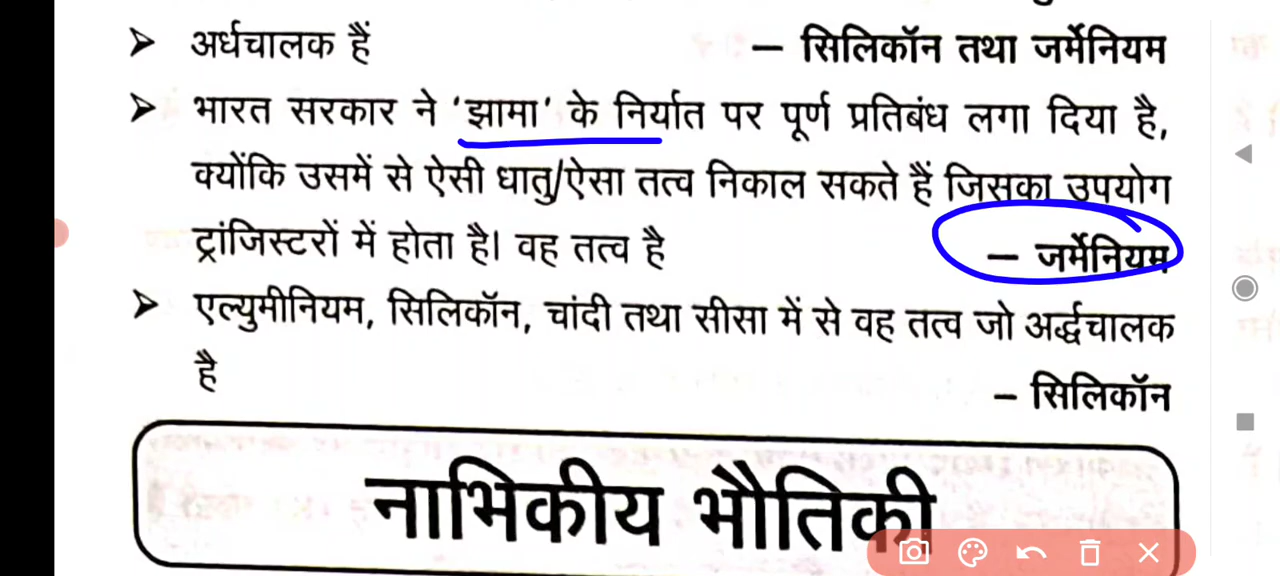 ➢ अर्धचालक हैं – सिलिकॉन तथा जर्मेनियम
➢ भारत सरकार ने 'झामा' के निर्यात पर पूर्ण प्रतिबंध लगा दिया है,
क्योंकि उसमें से ऐसी धातु/ऐसा तत्व निकाल सकते हैं जिसका उपयोग
ट्रांजिस्टरों में होता है। वह तत्व है – जर्मेनियम
➢ एल्युमीनियम, सिलिकॉन, चांदी तथा सीसा में से वह तत्व जो अर्द्धचालक
है – सिलिकॉन
नाभिकीय भौतिकी